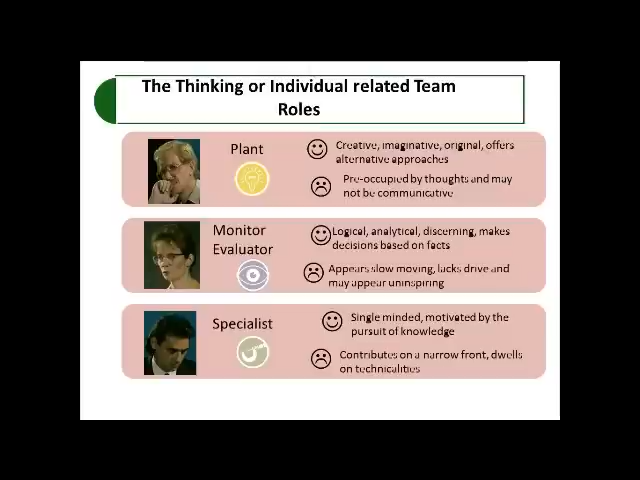 The Thinking or Individual related Team
Roles
Plant
Creative, imaginative, original, offers
alternative approaches
Pre-occupied by thoughts and may
not be communicative
Monitor
Evaluator
Logical, analytical, discerning, makes
decisions based on facts
Appears slow moving, lacks drive and
may appear uninspiring
Specialist
Single minded, motivated by the
pursuit of knowledge
Contributes on a narrow front, dwells
on technicalities